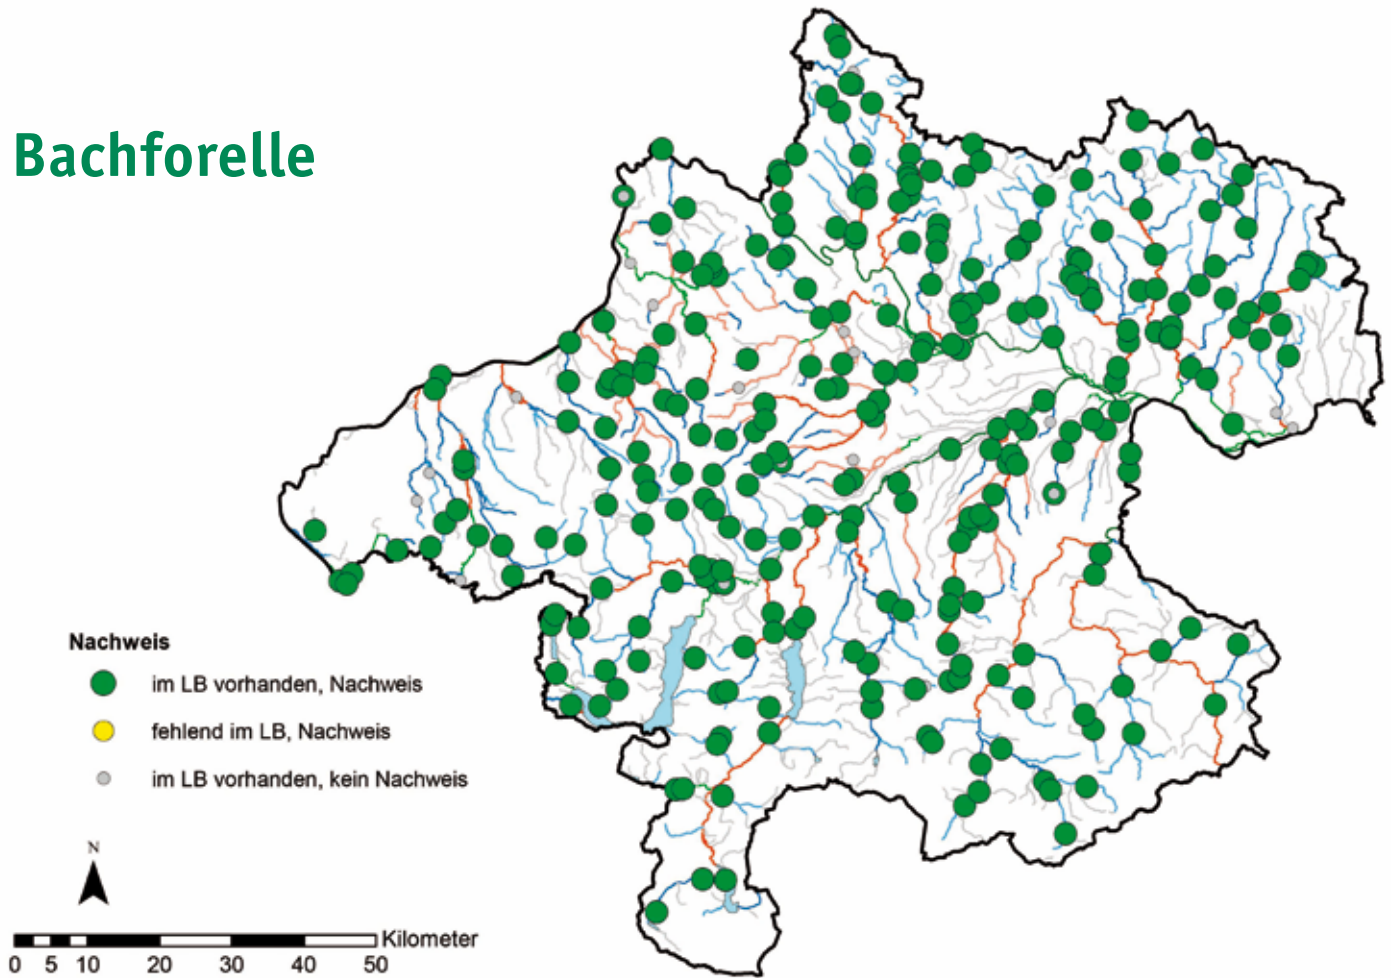 Bachforelle
Nachweis
im LB vorhanden, Nachweis
fehlend im LB, Nachweis
im LB vorhanden, kein Nachweis
N
Kilometer
0 5 10 20 30 40 50